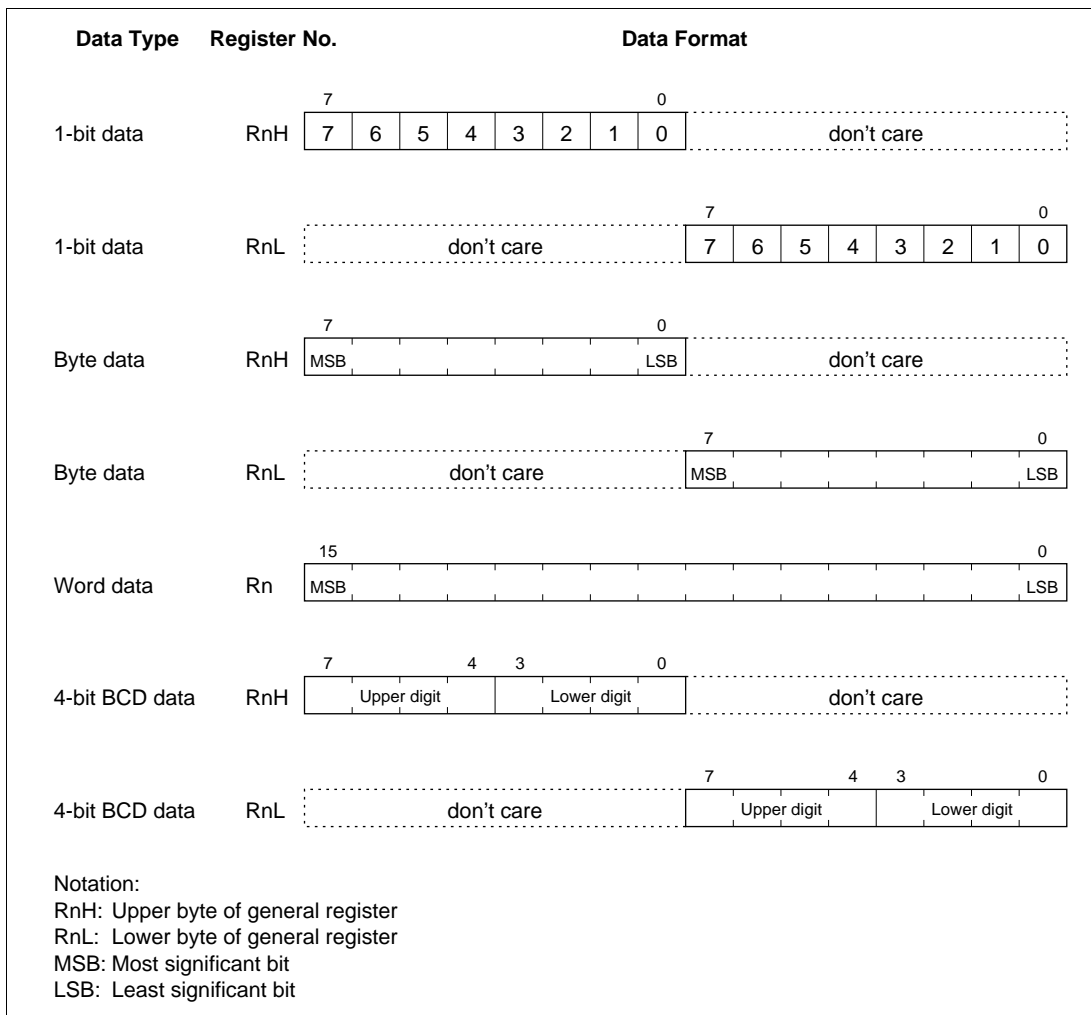 Data Type Register No. Data Format
7 0
1-bit data RnH 7 6 5 4 3 2 1 0 don't care
7 0
1-bit data RnL don't care 7 6 5 4 3 2 1 0
7 0
Byte data RnH MSB LSB don't care
7 0
Byte data RnL don't care MSB LSB
15 0
Word data Rn MSB LSB
7 4 3 0
4-bit BCD data RnH Upper digit Lower digit don't care
7 4 3 0
4-bit BCD data RnL don't care Upper digit Lower digit
Notation:
RnH: Upper byte of general register
RnL: Lower byte of general register
MSB: Most significant bit
LSB: Least significant bit